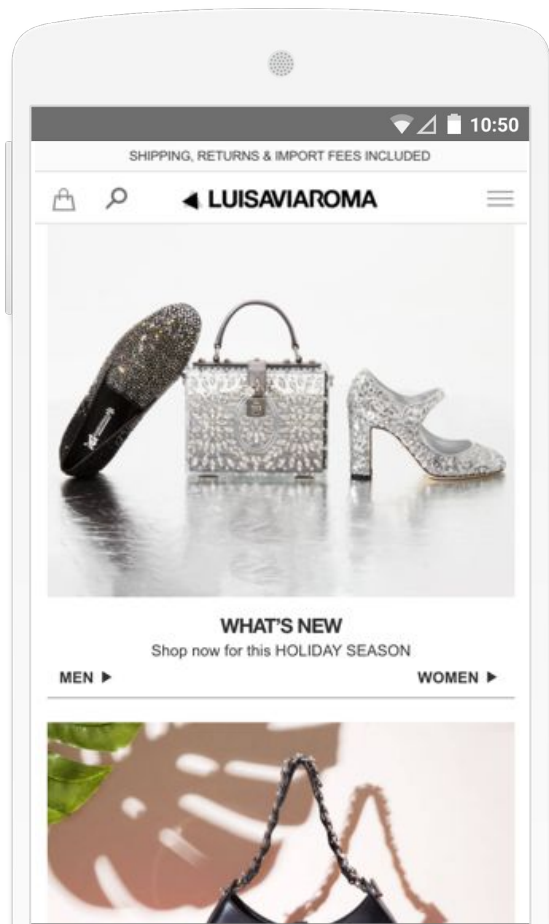 10:50
SHIPPING, RETURNS & IMPORT FEES INCLUDED
LUISAVIAROMA
WHAT'S NEW
Shop now for this HOLIDAY SEASON
MEN
WOMEN